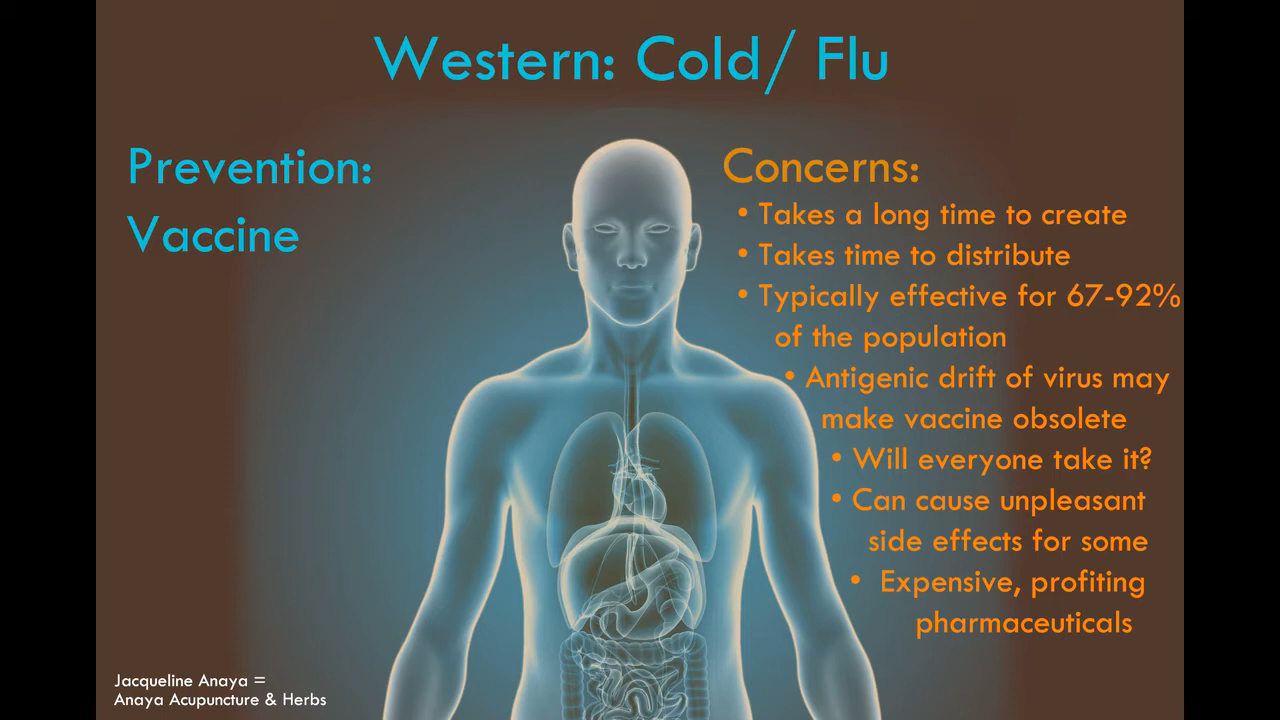 Western: Cold/ Flu
Prevention:
Vaccine
Concerns:
• Takes a long time to create
• Takes time to distribute
• Typically effective for 67-92%
of the population
• Antigenic drift of virus may
make vaccine obsolete
• Will everyone take it?
• Can cause unpleasant
side effects for some
• Expensive, profiting
pharmaceuticals
Jacqueline Anaya =
Anaya Acupuncture & Herbs